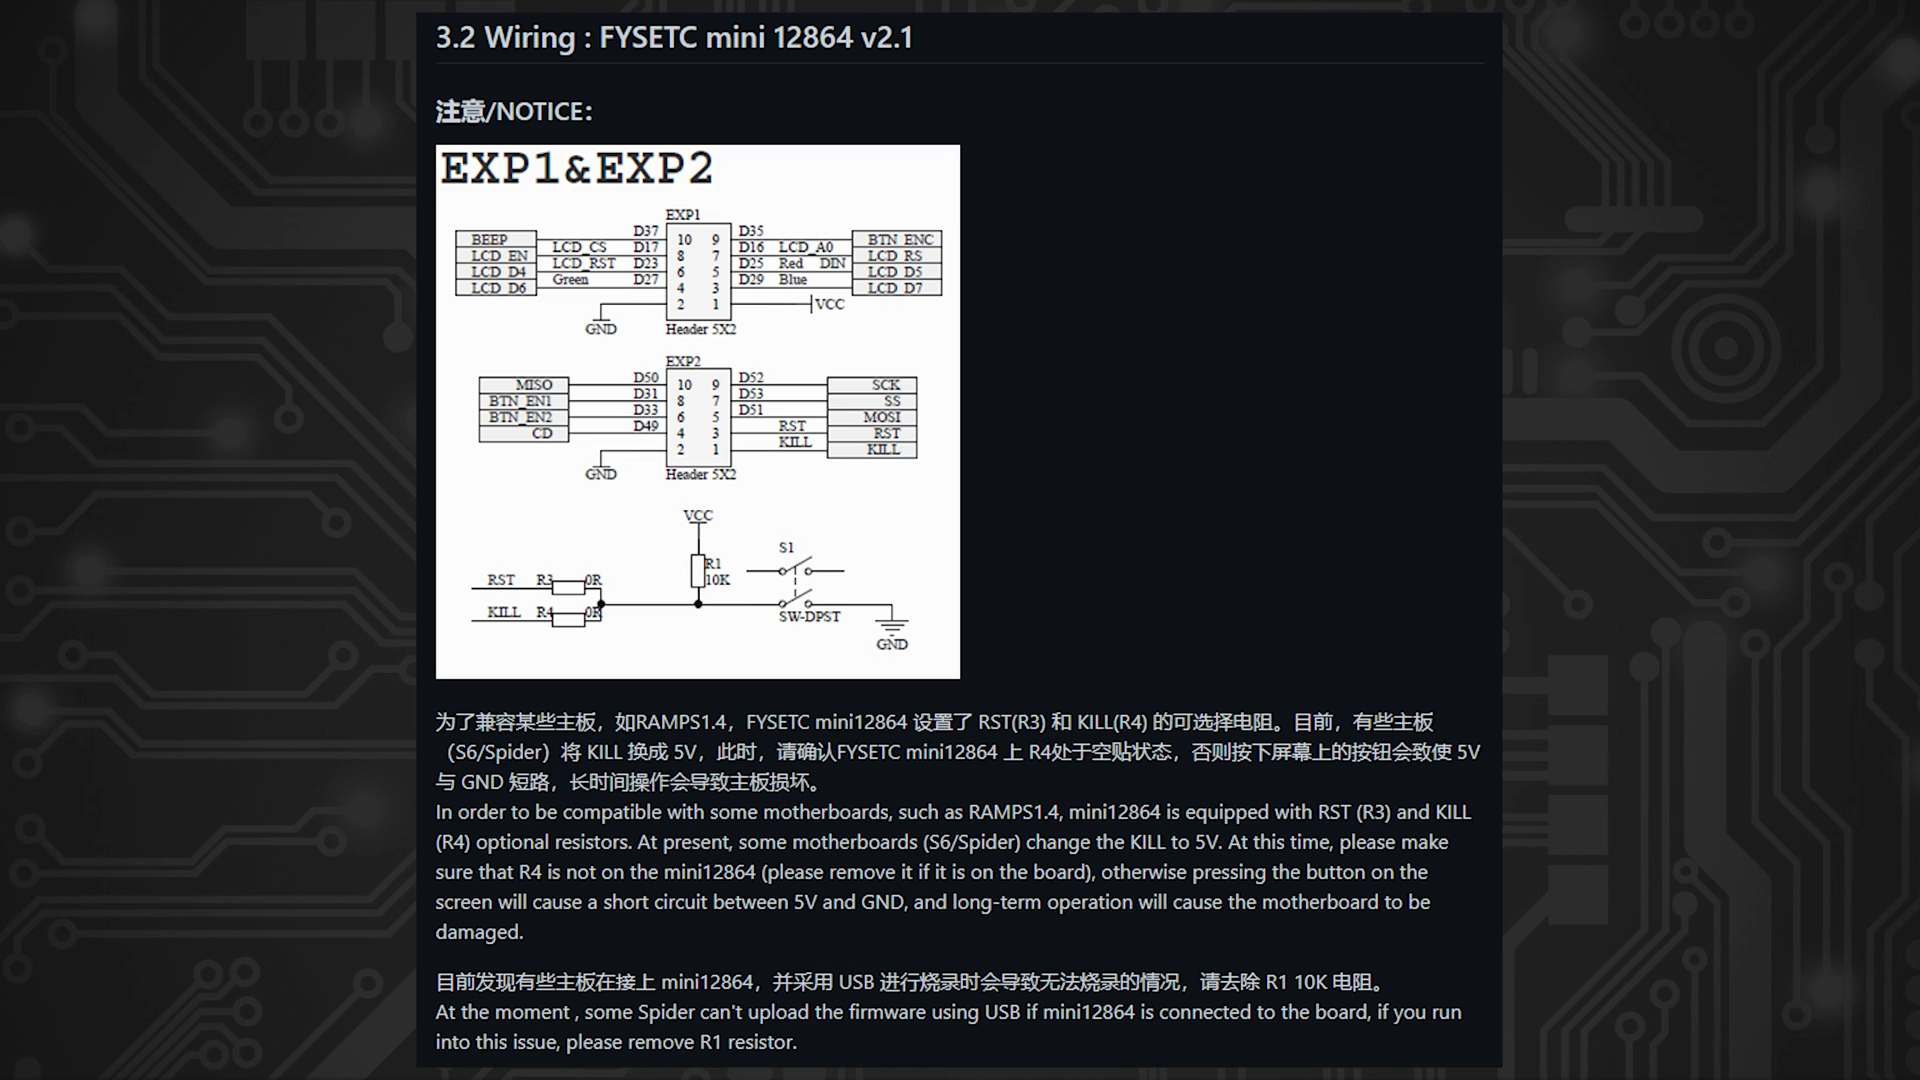 3.2 Wiring : FYSETC mini 12864 v2.1
注意/NOTICE:
EXP1&EXP2
EXP1
BEEP D37 10 9 D35 BTN_ENC
LCD_EN LCD_CS D17 8 7 D16 LCD_A0 LCD_RS
LCD_D4 LCD_RST D23 6 5 D25 Red DIN LCD_D5
LCD_D6 Green D27 4 3 D29 Blue LCD_D7
2 1 VCC
GND Header 5X2
EXP2
MISO D50 10 9 D52 SCK
BTN_EN1 D31 8 7 D53 SS
BTN_EN2 D33 6 5 D51 MOSI
CD D49 4 3 RST RST
2 1 KILL KILL
GND Header 5X2
VCC
S1
R1
10K
RST R3 0R
KILL R4 0R
SW-DPST
GND
为了兼容某些主板，如RAMPS1.4，FYSETC mini12864 设置了 RST(R3) 和 KILL(R4) 的可选择电阻。目前，有些主板
（S6/Spider）将 KILL 换成 5V，此时，请确认FYSETC mini12864 上 R4处于空贴状态，否则按下屏幕上的按钮会致使 5V
与 GND 短路，长时间操作会导致主板损坏。
In order to be compatible with some motherboards, such as RAMPS1.4, mini12864 is equipped with RST (R3) and KILL
(R4) optional resistors. At present, some motherboards (S6/Spider) change the KILL to 5V. At this time, please make
sure that R4 is not on the mini12864 (please remove it if it is on the board), otherwise pressing the button on the
screen will cause a short circuit between 5V and GND, and long-term operation will cause the motherboard to be
damaged.
目前发现有些主板在接上 mini12864，并采用 USB 进行烧录时会导致无法烧录的情况，请去除 R1 10K 电阻。
At the moment , some Spider can't upload the firmware using USB if mini12864 is connected to the board, if you run
into this issue, please remove R1 resistor.